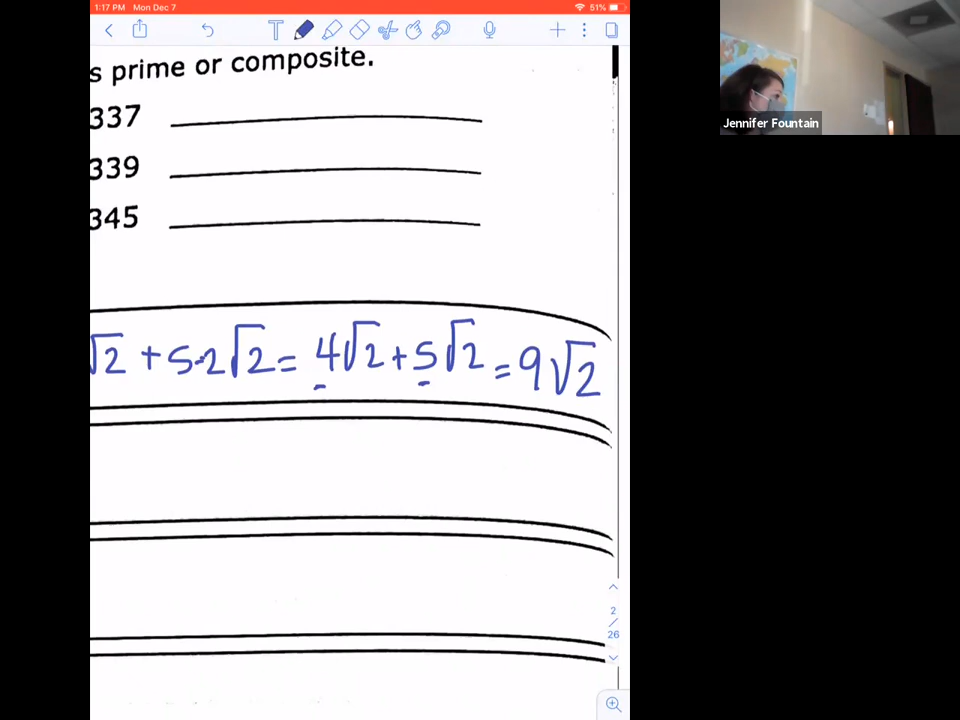 1:17 PM Mon Dec 7
51%
T
s prime or composite.
337
339
345
√2 + 5·2√2 = 4√2 + 5√2 = 9√2
2
/
26
Jennifer Fountain